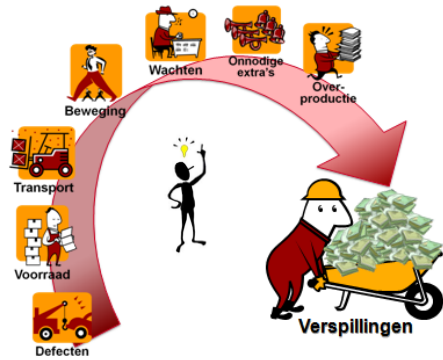 Wachten
Onnodige
extra's
Over-
productie
Beweging
Transport
Voorraad
Defecten
Verspillingen